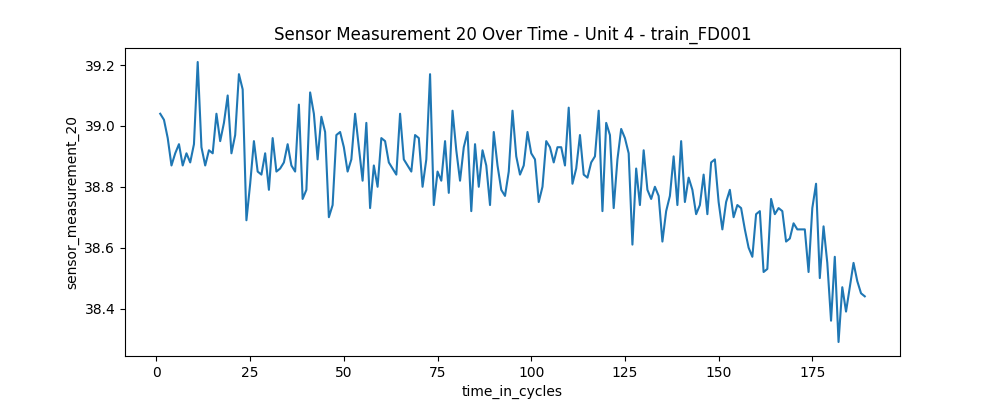 Sensor Measurement 20 Over Time - Unit 4 - train_FD001
39.2
39.0
38.8
38.6
38.4
sensor_measurement_20
0 25 50 75 100 125 150 175
time_in_cycles